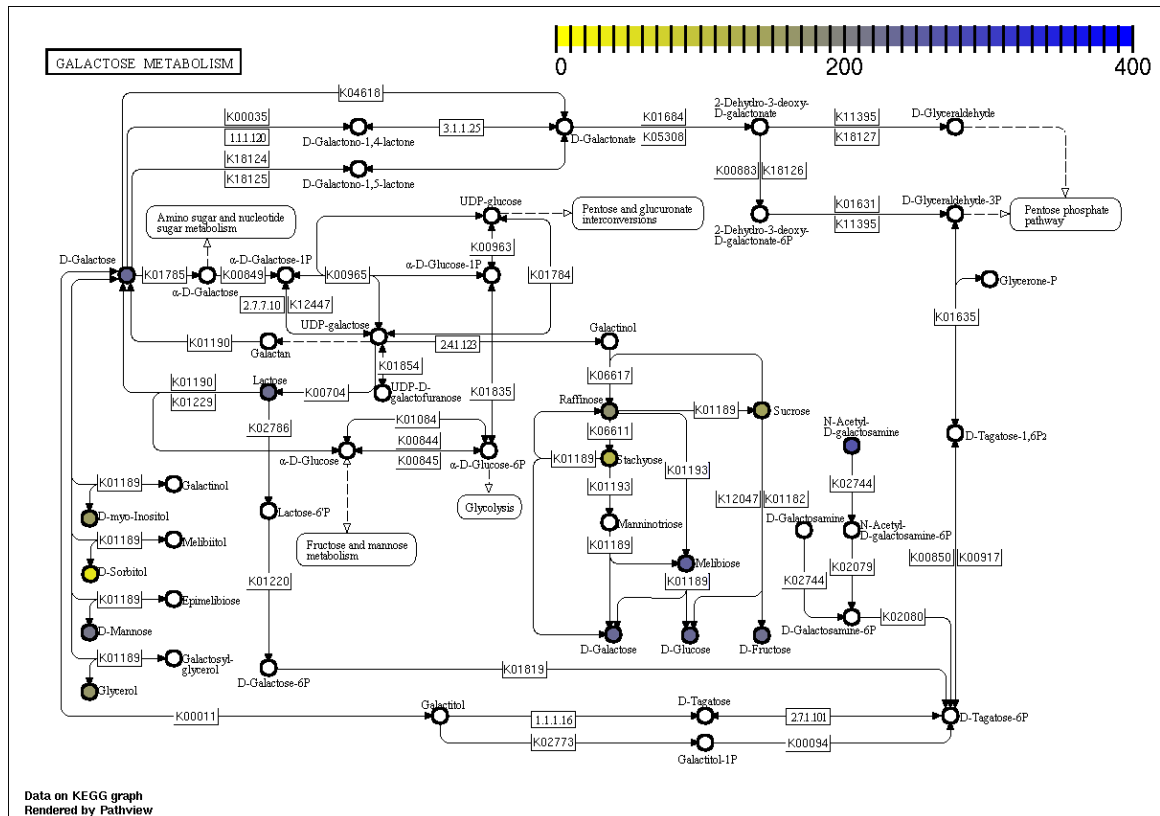 0
200
400
GALACTOSE METABOLISM
K04618
K00035
1.1.1.120
D-Galactono-1,4-lactone
3.1.1.25
D-Galactonate
K01684
K05308
2-Dehydro-3-deoxy-
D-galactonate
K11395
K18127
D-Glyceraldehyde
K18124
K18125
D-Galactono-1,5-lactone
K00883
K18126
Amino sugar and nucleotide
sugar metabolism
UDP-glucose
Pentose and glucuronate
interconversions
2-Dehydro-3-deoxy-
D-galactonate-6P
K01631
K11395
D-Glyceraldehyde-3P
Pentose phosphate
pathway
D-Galactose
K01785
α-D-Galactose
K00849
α-D-Galactose-1P
K00965
α-D-Glucose-1P
K00963
K01784
Glycerone-P
2.7.7.10
K12447
K01635
UDP-galactose
2.4.1.123
Galactinol
K01190
Galactan
K01854
UDP-D-
galactofuranose
K01190
K01229
Lactose
K00704
K01835
K06617
Raffinose
K01189
Sucrose
K02786
K01084
K00844
K00845
α-D-Glucose
α-D-Glucose-6P
K06611
K01189
Stachyose
K01193
K01193
N-Acetyl-
D-galactosamine
D-Tagatose-1,6P2
K01189
Galactinol
D-myo-Inositol
Lactose-6'P
Glycolysis
Fructose and mannose
metabolism
K02744
K12047
K01182
Manninotriose
K01189
D-Galactosamine
N-Acetyl-
D-galactosamine-6P
K01189
Melibiitol
D-Sorbitol
K01220
Melibiose
K01189
K02744
K02079
K00850
K00917
K01189
Epimelibiose
D-Mannose
D-Galactose
D-Glucose
D-Fructose
D-Galactosamine-6P
K02080
K01189
Galactosyl-
glycerol
Glycerol
D-Galactose-6P
K01819
K00011
Galactitol
1.1.1.16
D-Tagatose
2.7.1.101
D-Tagatose-6P
K02773
Galactitol-1P
K00094
Data on KEGG graph
Rendered by Pathview